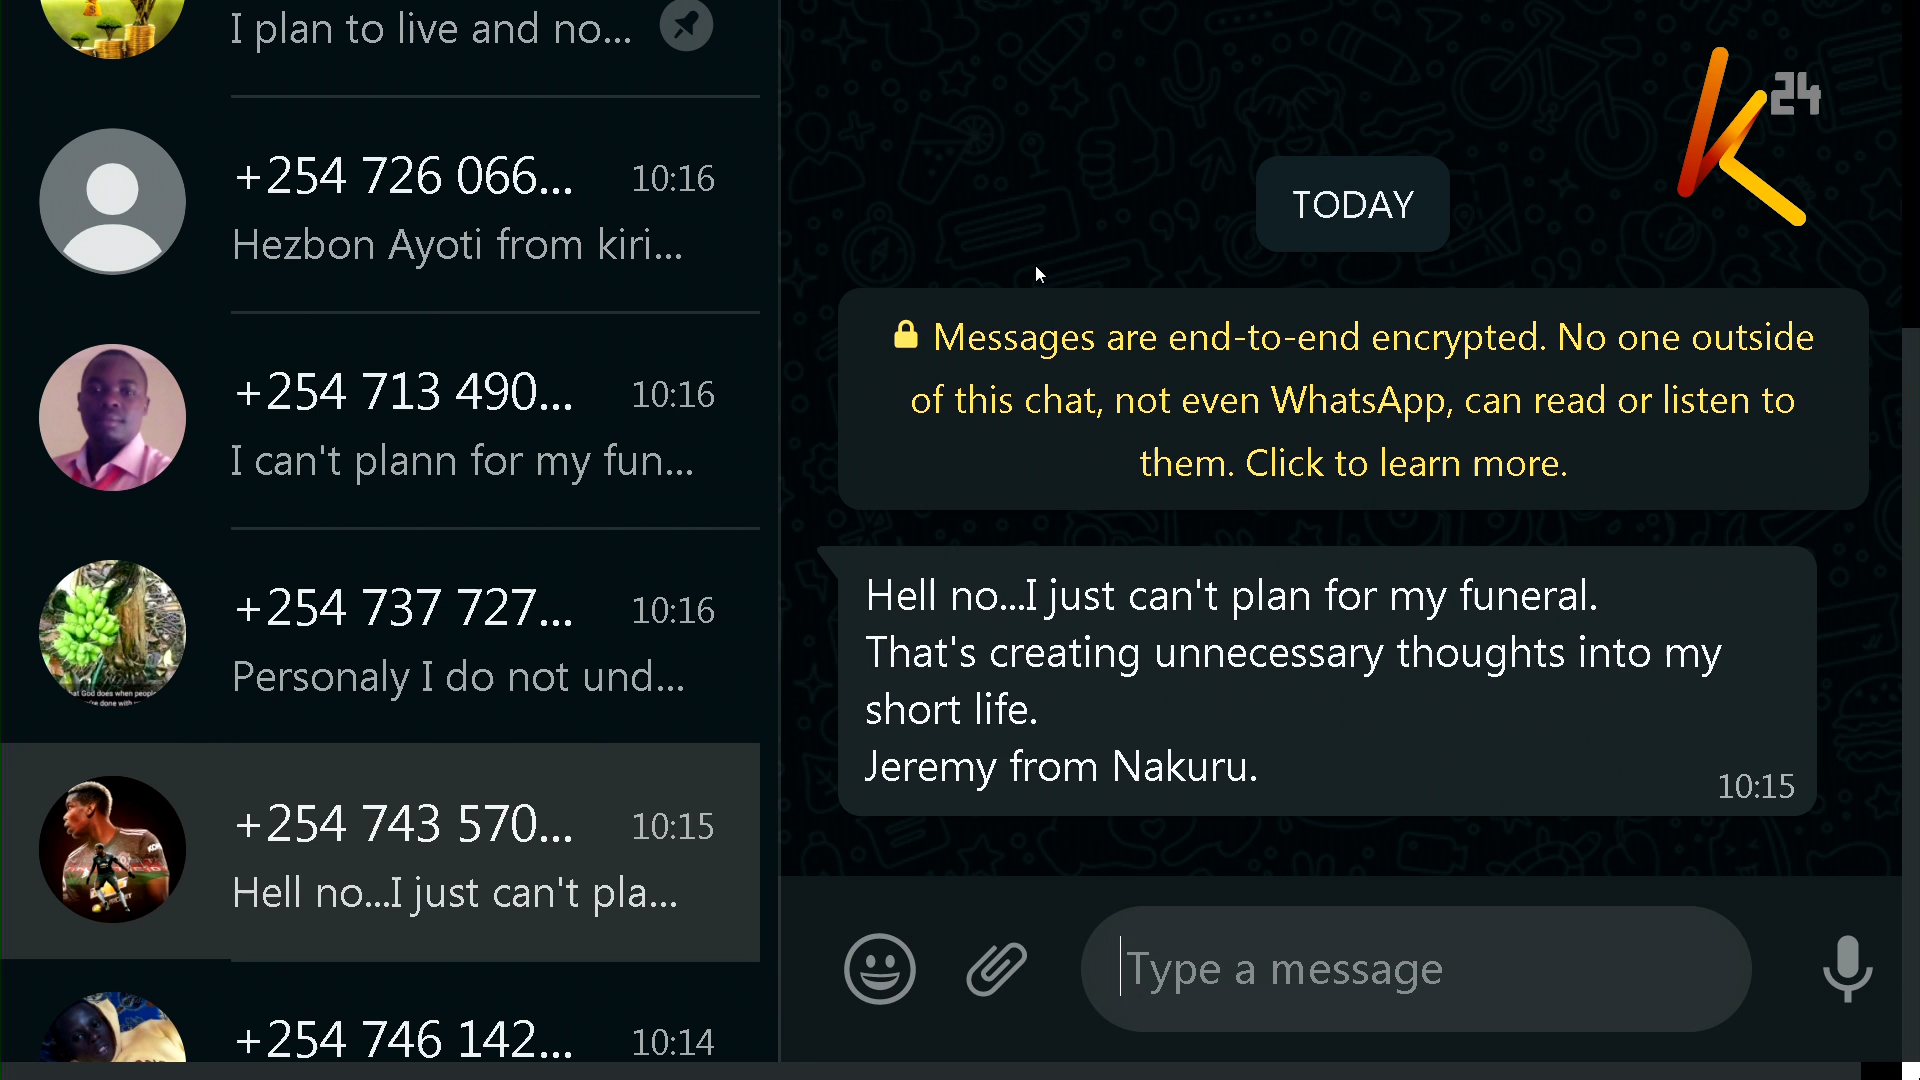 I plan to live and no...
+254 726 066... 10:16
Hezbon Ayoti from kiri...
+254 713 490... 10:16
I can't plann for my fun...
+254 737 727... 10:16
Personaly I do not und...
+254 743 570... 10:15
Hell no...I just can't pla...
+254 746 142... 10:14
K24
TODAY
Messages are end-to-end encrypted. No one outside
of this chat, not even WhatsApp, can read or listen to
them. Click to learn more.
Hell no...I just can't plan for my funeral.
That's creating unnecessary thoughts into my
short life.
Jeremy from Nakuru.
10:15
Type a message